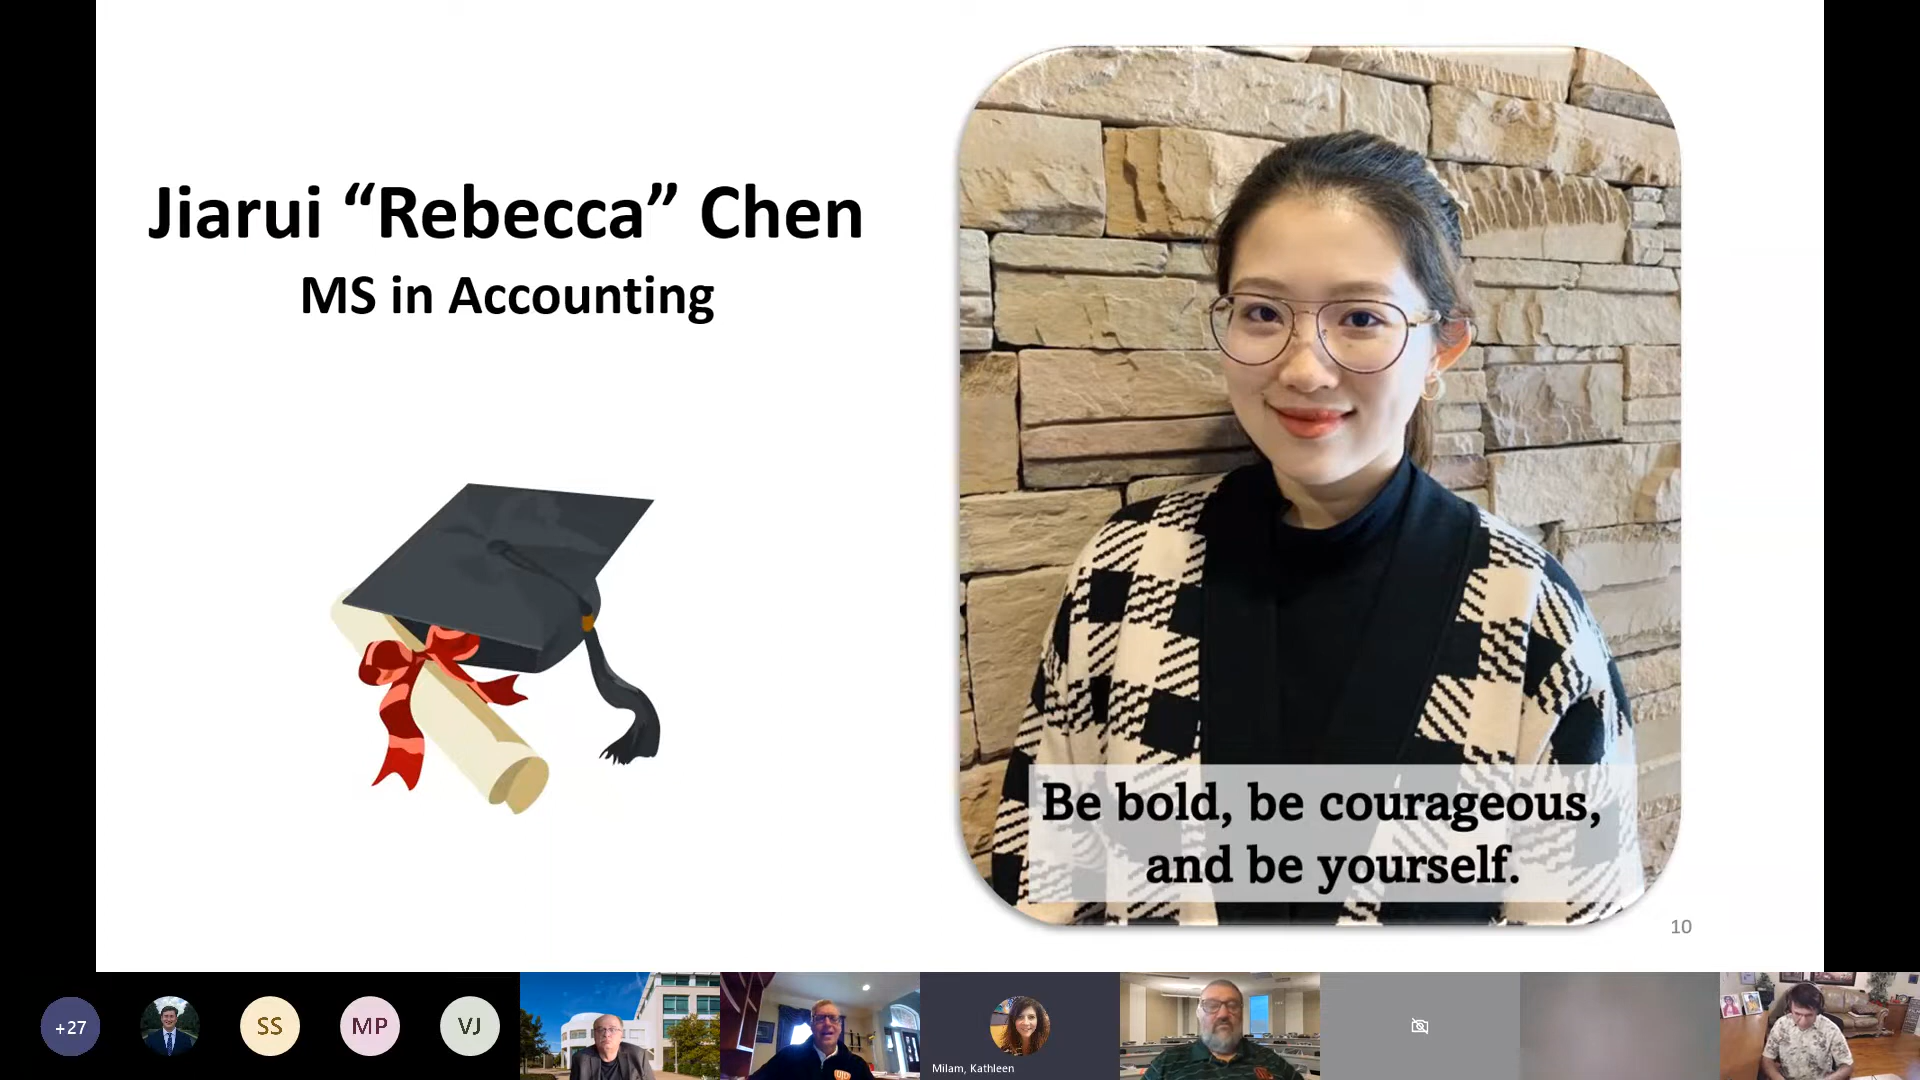 Jiarui “Rebecca” Chen
MS in Accounting
Be bold, be courageous,
and be yourself.
10
+27
SS
MP
VJ
Milam, Kathleen
UTD